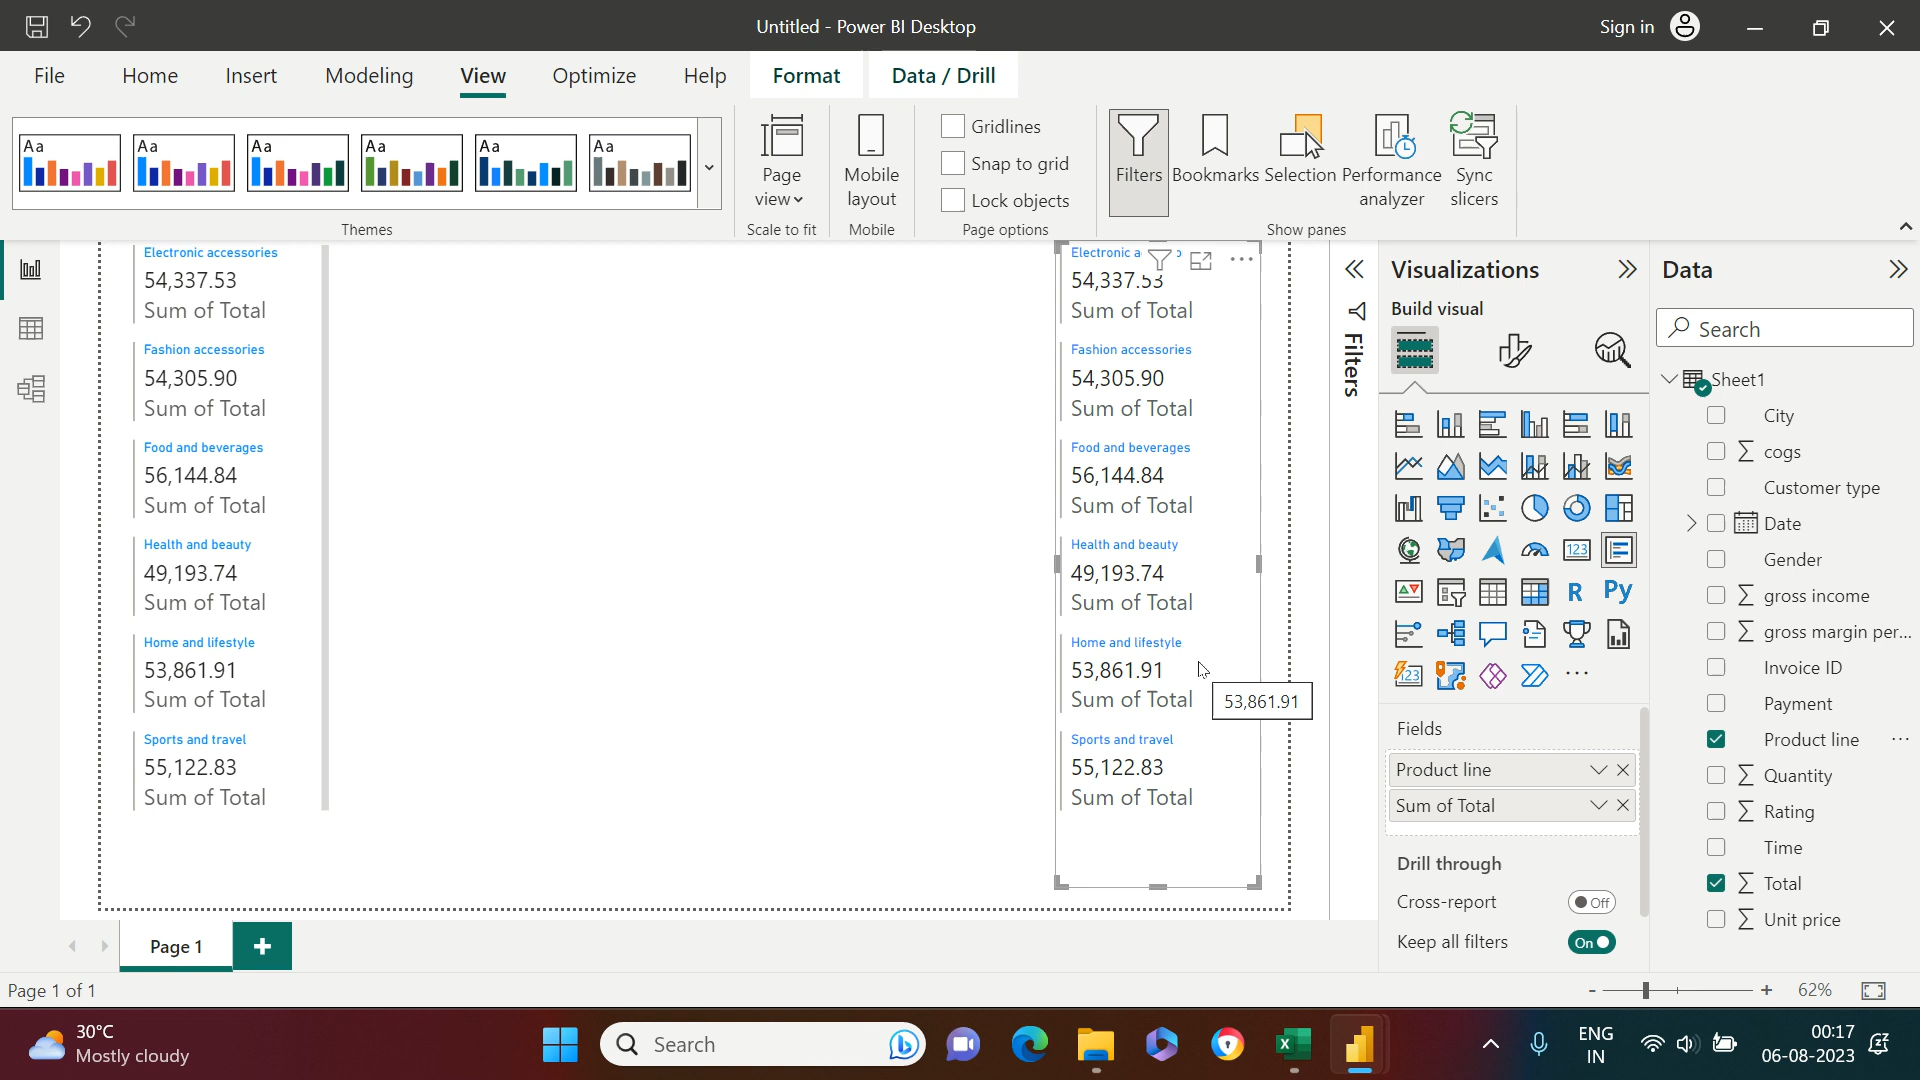 Untitled - Power BI Desktop
Sign in
File
Home
Insert
Modeling
View
Optimize
Help
Format
Data / Drill
Aa
Aa
Aa
Aa
Aa
Aa
Themes
Page
view
Scale to fit
Mobile
layout
Mobile
Gridlines
Snap to grid
Lock objects
Page options
Filters
Bookmarks
Selection
Performance
analyzer
Sync
slicers
Show panes
Electronic accessories
54,337.53
Sum of Total
Fashion accessories
54,305.90
Sum of Total
Food and beverages
56,144.84
Sum of Total
Health and beauty
49,193.74
Sum of Total
Home and lifestyle
53,861.91
Sum of Total
Sports and travel
55,122.83
Sum of Total
Electronic a
54,337.53
Sum of Total
Fashion accessories
54,305.90
Sum of Total
Food and beverages
56,144.84
Sum of Total
Health and beauty
49,193.74
Sum of Total
Home and lifestyle
53,861.91
Sum of Total
53,861.91
Sports and travel
55,122.83
Sum of Total
Filters
Visualizations
Build visual
123
R
Py
123
Fields
Product line
Sum of Total
Drill through
Cross-report
Off
Keep all filters
On
Data
Search
Sheet1
City
cogs
Customer type
Date
Gender
gross income
gross margin per...
Invoice ID
Payment
Product line
Quantity
Rating
Time
Total
Unit price
Page 1
Page 1 of 1
62%
30°C
Mostly cloudy
Search
ENG
IN
00:17
06-08-2023